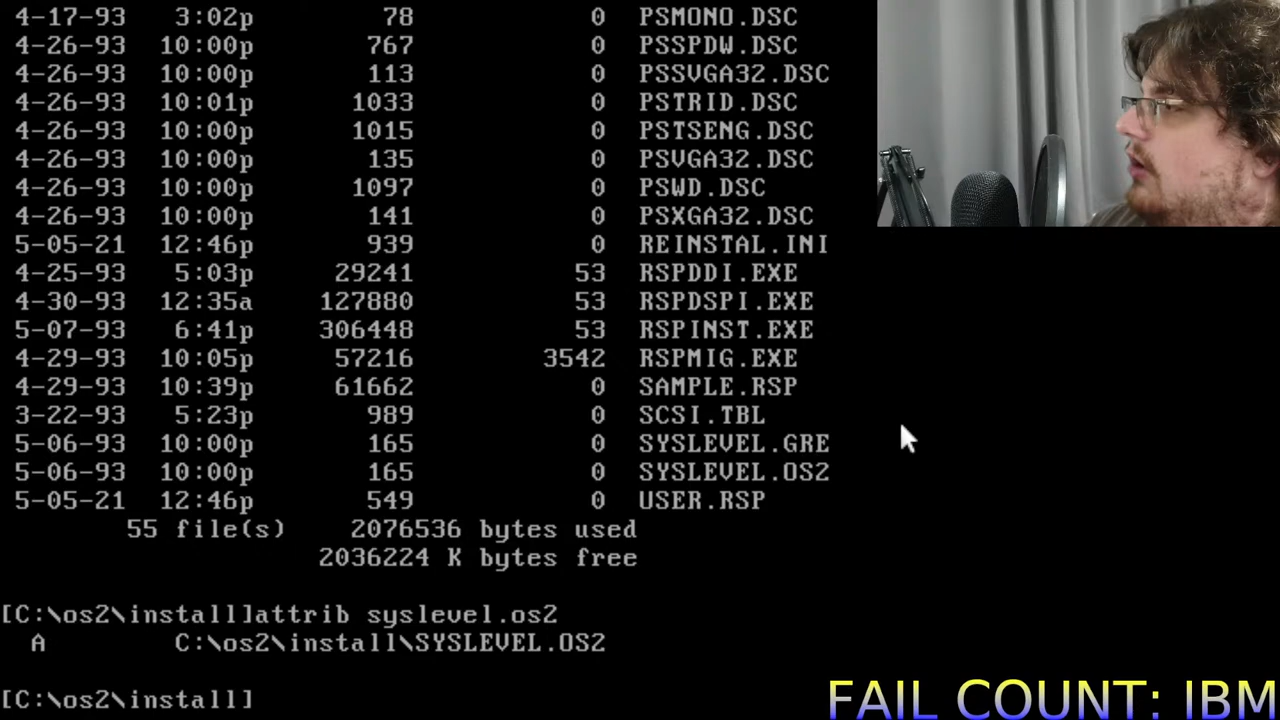 4-17-93 3:02p 78 0 PSMONO.DSC
4-26-93 10:00p 767 0 PSSPDW.DSC
4-26-93 10:00p 113 0 PSSVGA32.DSC
4-26-93 10:01p 1033 0 PSTRID.DSC
4-26-93 10:00p 1015 0 PSTSENG.DSC
4-26-93 10:00p 135 0 PSVGA32.DSC
4-26-93 10:00p 1097 0 PSWD.DSC
4-26-93 10:00p 141 0 PSXGA32.DSC
5-05-21 12:46p 939 0 REINSTAL.INI
4-25-93 5:03p 29241 53 RSPDDI.EXE
4-30-93 12:35a 127880 53 RSPDSPI.EXE
5-07-93 6:41p 306448 53 RSPINST.EXE
4-29-93 10:05p 57216 3542 RSPMIG.EXE
4-29-93 10:39p 61662 0 SAMPLE.RSP
3-22-93 5:23p 989 0 SCSI.TBL
5-06-93 10:00p 165 0 SYSLEVEL.GRE
5-06-93 10:00p 165 0 SYSLEVEL.OS2
5-05-21 12:46p 549 0 USER.RSP
55 file(s) 2076536 bytes used
2036224 K bytes free
[C:\os2\install]attrib syslevel.os2
A C:\os2\install\SYSLEVEL.OS2
[C:\os2\install]
FAIL COUNT: IBM